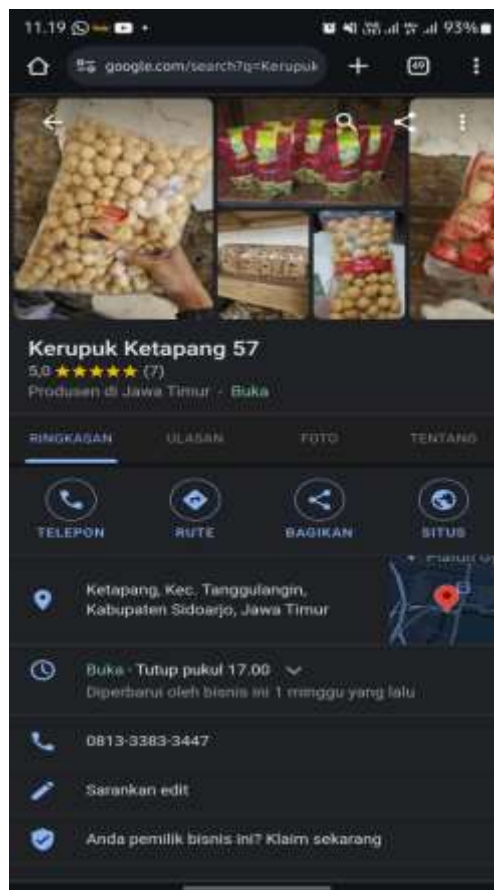 11.19
93%
google.com/search?q=Kerupuk
49
Kerupuk Ketapang 57
5,0 ★★★★★ (7)
Produsen di Jawa Timur · Buka
RINGKASAN
ULASAN
FOTO
TENTANG
TELEPON
RUTE
BAGIKAN
SITUS
Ketapang, Kec. Tanggulangin,
Kabupaten Sidoarjo, Jawa Timur
Buka · Tutup pukul 17.00
Diperbarui oleh bisnis ini 1 minggu yang lalu
0813-3383-3447
Sarankan edit
Anda pemilik bisnis ini? Klaim sekarang